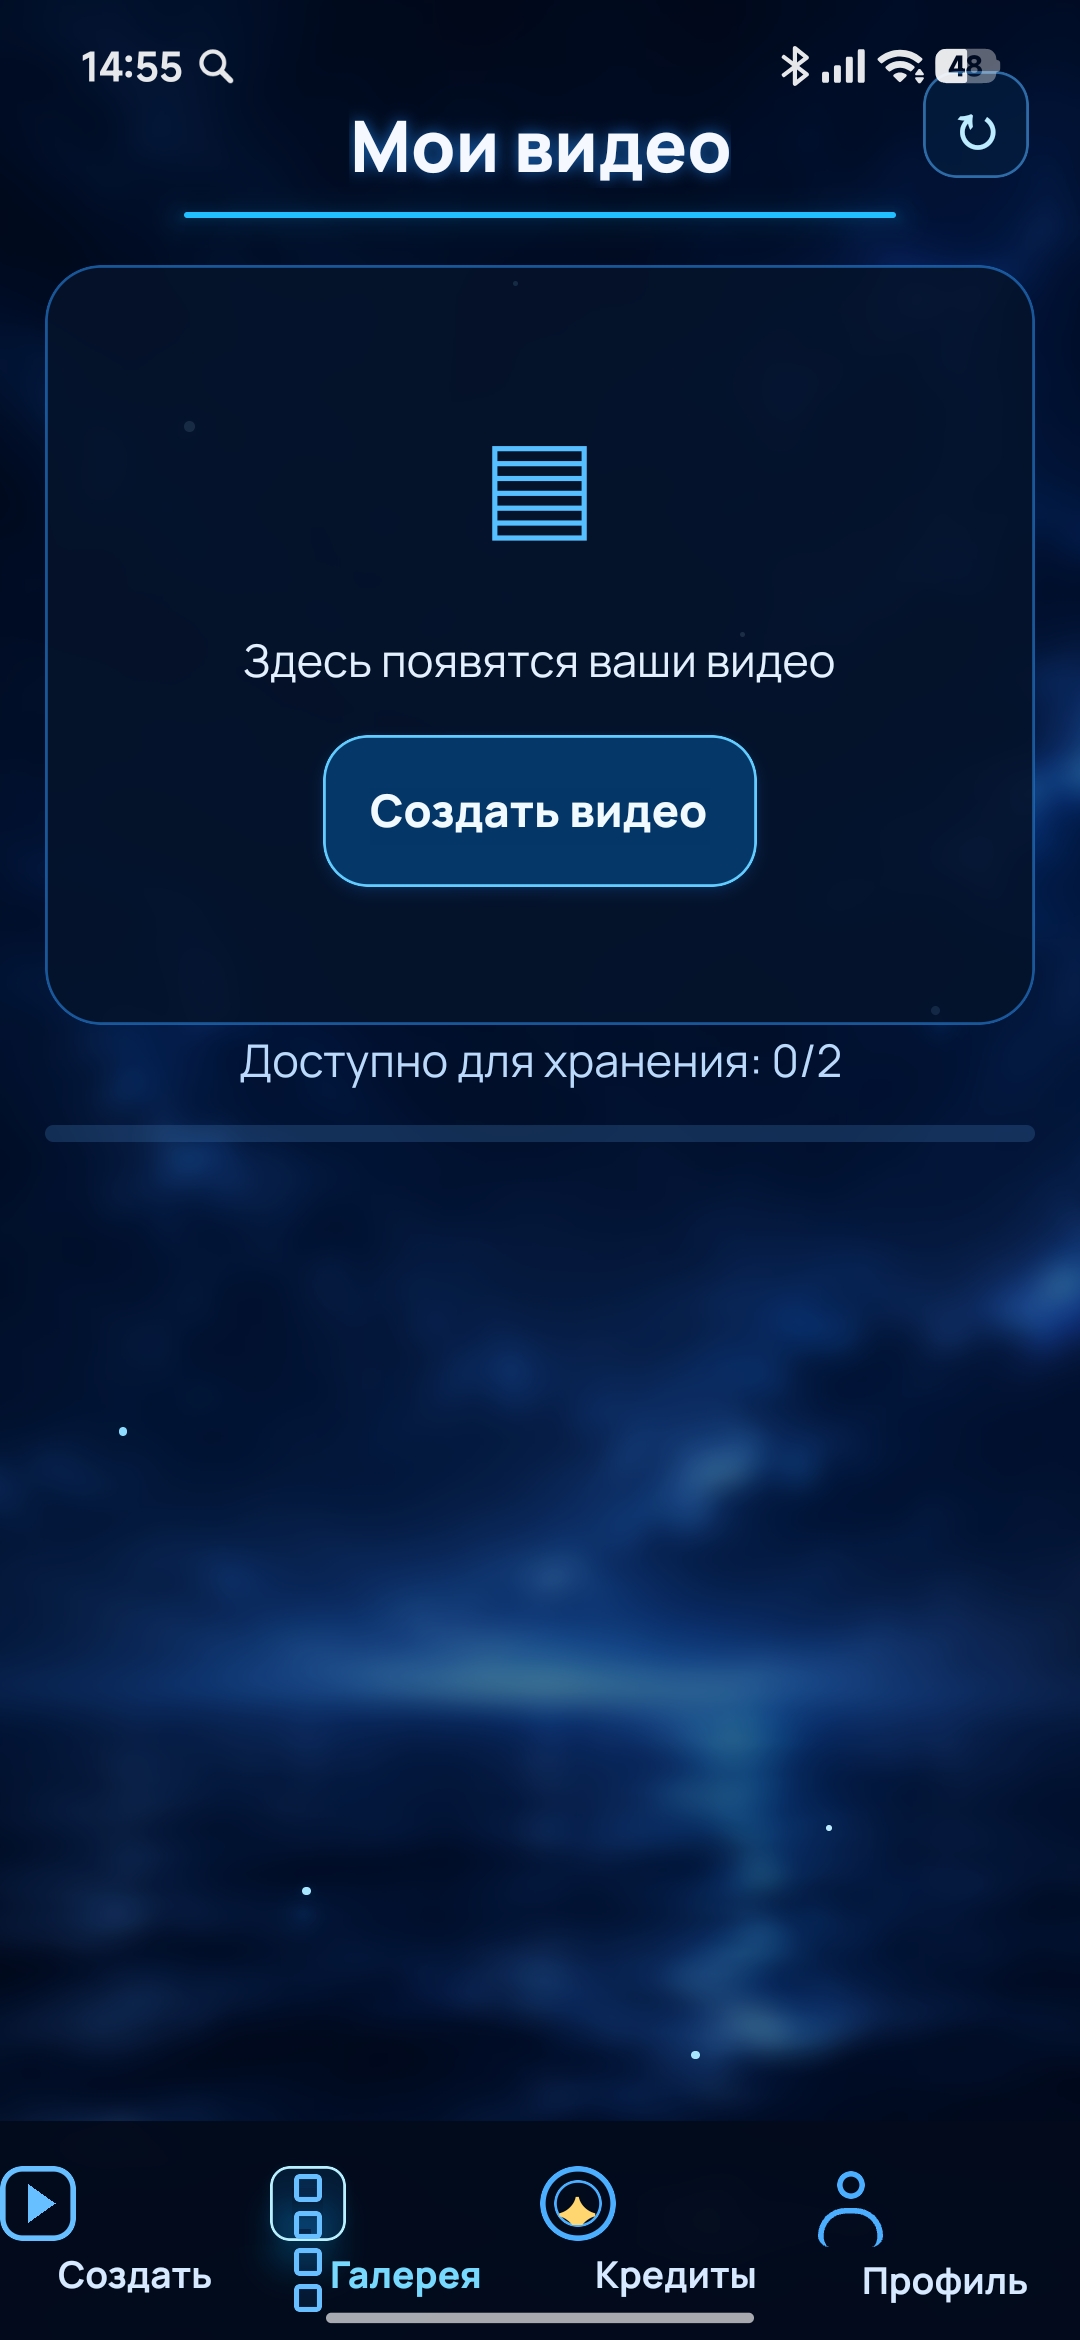 14:55
48
Мои видео
Здесь появятся ваши видео
Создать видео
Доступно для хранения: 0/2
Создать
Галерея
Кредиты
Профиль